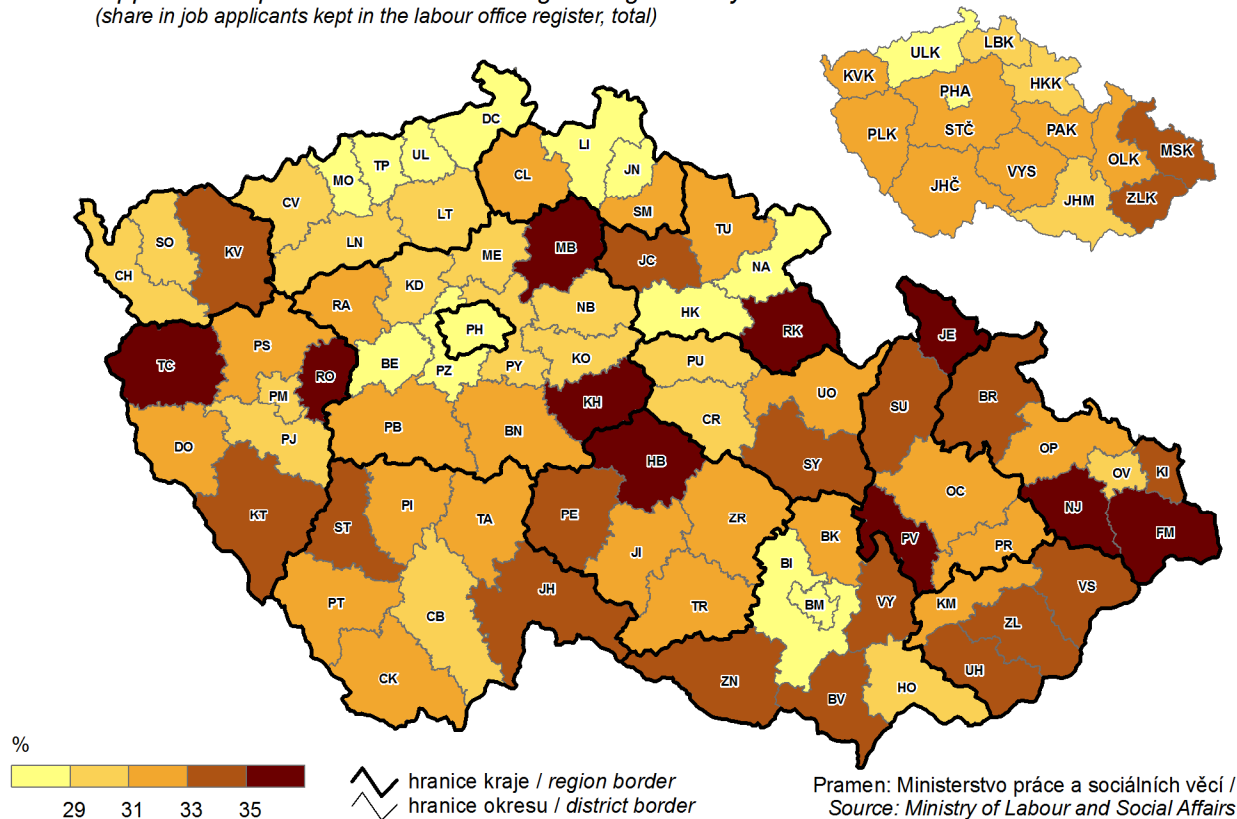 (share in job applicants kept in the labour office register, total)
LBK
ULK
KVK
HKK
PHA
STČ
PAK
PLK
MSK
OLK
VYS
JHČ
ZLK
JHM
DC
LI
UL
TP
JN
MO
CL
CV
LT
SM
TU
SO
LN
KV
MB
ME
JC
NA
CH
KD
RA
NB
HK
PH
RK
JE
PS
KO
PU
BE
PY
TC
RO
PZ
PM
UO
BR
KH
SU
CR
PB
BN
PJ
DO
OP
HB
SY
OV
KI
OC
PI
NJ
KT
ST
TA
PE
ZR
FM
BK
PV
PR
JI
BI
VS
JH
PT
BM
VY
KM
TR
CB
ZL
UH
CK
ZN
HO
BV
%
29 31 33 35
hranice kraje / region border
hranice okresu / district border
Pramen: Ministerstvo práce a sociálních věcí /
Source: Ministry of Labour and Social Affairs